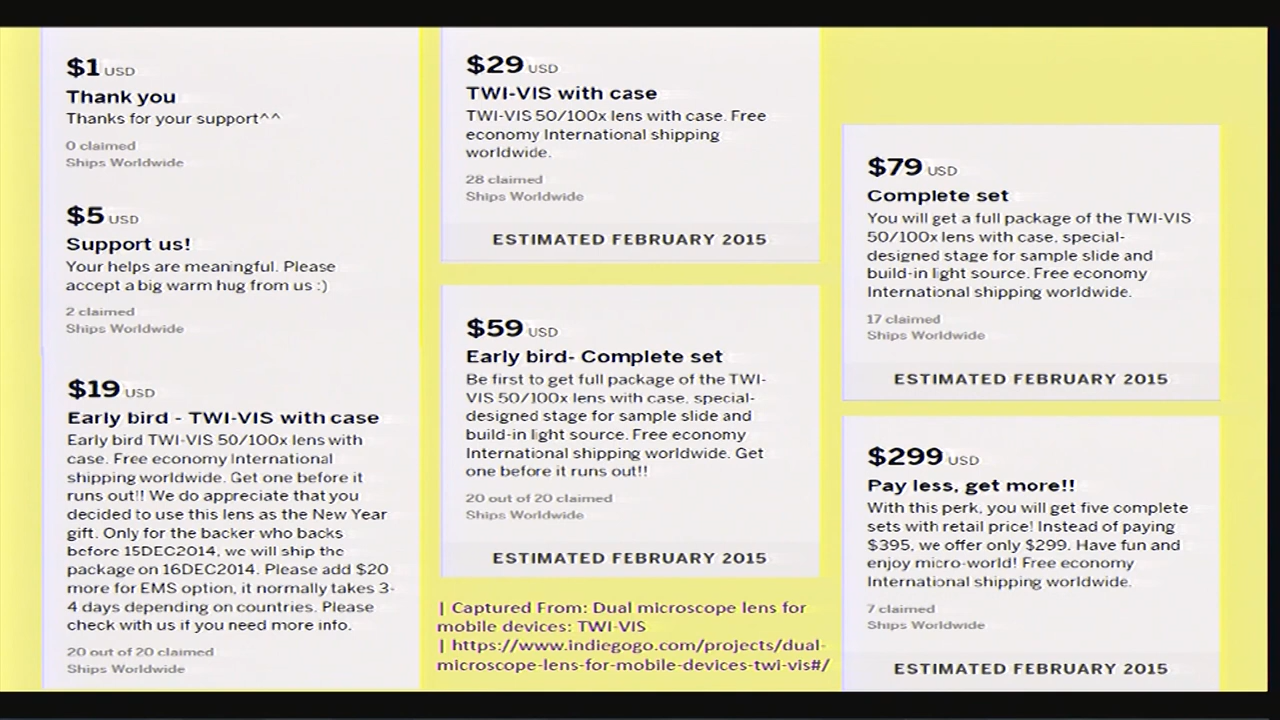 $1 USD
Thank you
Thanks for your support^^
0 claimed
Ships Worldwide
$5 USD
Support us!
Your helps are meaningful. Please
accept a big warm hug from us :)
2 claimed
Ships Worldwide
$19 USD
Early bird - TWI-VIS with case
Early bird TWI-VIS 50/100x lens with
case. Free economy International
shipping worldwide. Get one before it
runs out!! We do appreciate that you
decided to use this lens as the New Year
gift. Only for the backer who backs
before 15DEC2014, we will ship the
package on 16DEC2014. Please add $20
more for EMS option, it normally takes 3-
4 days depending on countries. Please
check with us if you need more info.
20 out of 20 claimed
Ships Worldwide
$29 USD
TWI-VIS with case
TWI-VIS 50/100x lens with case. Free
economy International shipping
worldwide.
28 claimed
Ships Worldwide
ESTIMATED FEBRUARY 2015
$59 USD
Early bird- Complete set
Be first to get full package of the TWI-
VIS 50/100x lens with case, special-
designed stage for sample slide and
build-in light source. Free economy
International shipping worldwide. Get
one before it runs out!!
20 out of 20 claimed
Ships Worldwide
ESTIMATED FEBRUARY 2015
| Captured From: Dual microscope lens for
mobile devices: TWI-VIS
| https://www.indiegogo.com/projects/dual-
microscope-lens-for-mobile-devices-twi-vis#/
$79 USD
Complete set
You will get a full package of the TWI-VIS
50/100x lens with case, special-
designed stage for sample slide and
build-in light source. Free economy
International shipping worldwide.
17 claimed
Ships Worldwide
ESTIMATED FEBRUARY 2015
$299 USD
Pay less, get more!!
With this perk, you will get five complete
sets with retail price! Instead of paying
$395, we offer only $299. Have fun and
enjoy micro-world! Free economy
International shipping worldwide.
7 claimed
Ships Worldwide
ESTIMATED FEBRUARY 2015